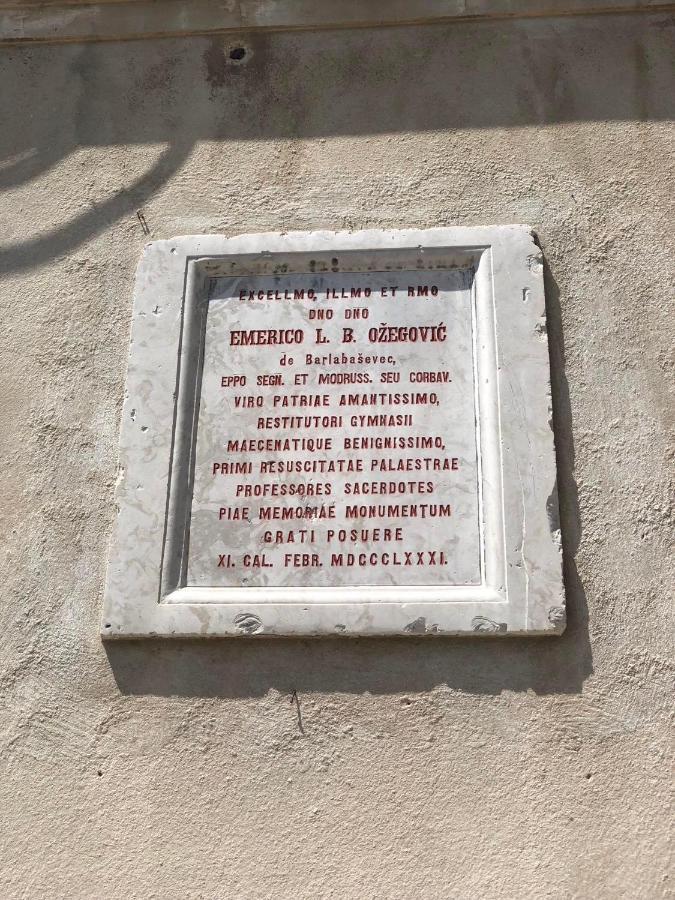 EXCELLMO, ILLMO ET RMO
DNO DNO
EMERICO L. B. OŽEGOVIĆ
de Barlabaševec,
EPPO SEGN. ET MODRUSS. SEU CORBAV.
VIRO PATRIAE AMANTISSIMO,
RESTITUTORI GYMNASII
MAECENATIQUE BENIGNISSIMO,
PRIMI RESUSCITATAE PALAESTRAE
PROFESSORES SACERDOTES
PIAE MEMORIAE MONUMENTUM
GRATI POSUERE
XI. CAL. FEBR. MDCCCLXXXI.